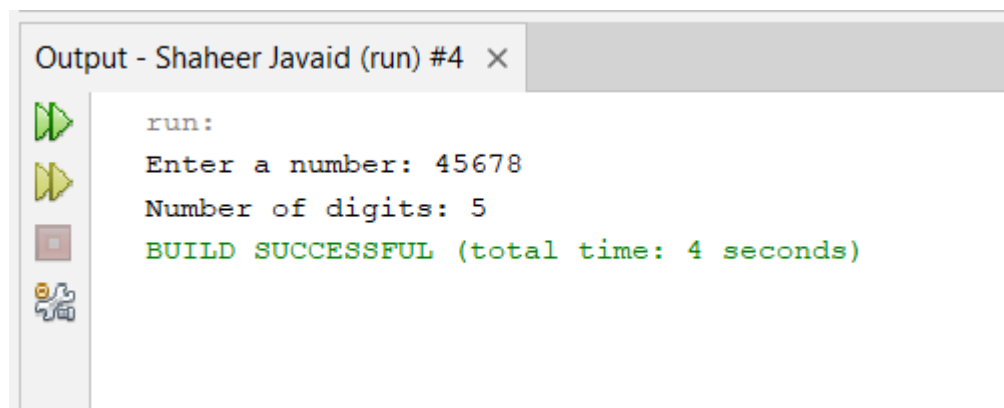 Output - Shaheer Javaid (run) #4
run:
Enter a number: 45678
Number of digits: 5
BUILD SUCCESSFUL (total time: 4 seconds)